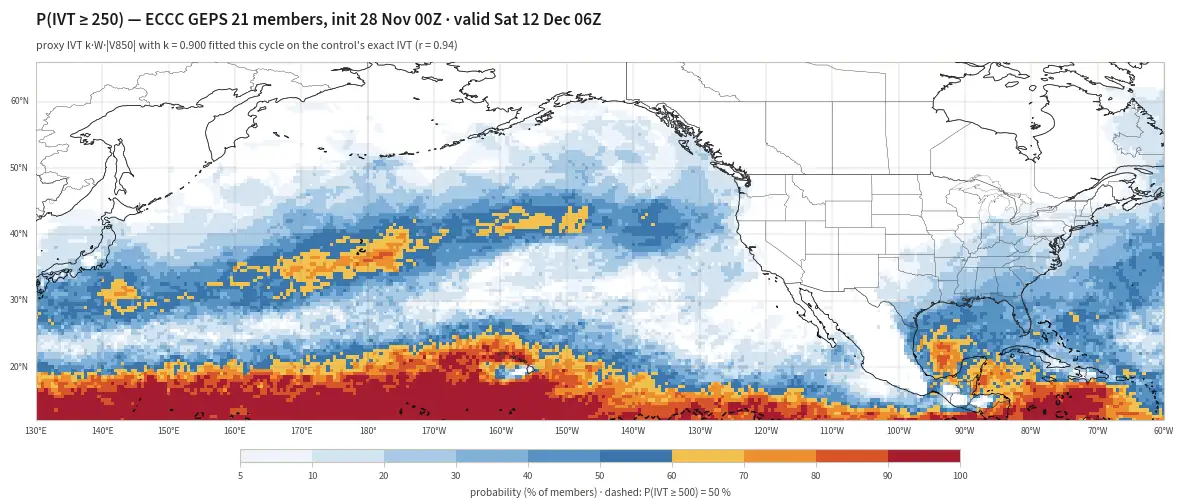 P(IVT ≥ 250) — ECCC GEPS 21 members, init 28 Nov 00Z · valid Sat 12 Dec 06Z
proxy IVT k·W·|V850| with k = 0.900 fitted this cycle on the control's exact IVT (r = 0.94)
60°N
50°N
40°N
30°N
20°N
130°E 140°E 150°E 160°E 170°E 180° 170°W 160°W 150°W 140°W 130°W 120°W 110°W 100°W 90°W 80°W 70°W 60°W
5 10 20 30 40 50 60 70 80 90 100
probability (% of members) · dashed: P(IVT ≥ 500) = 50 %